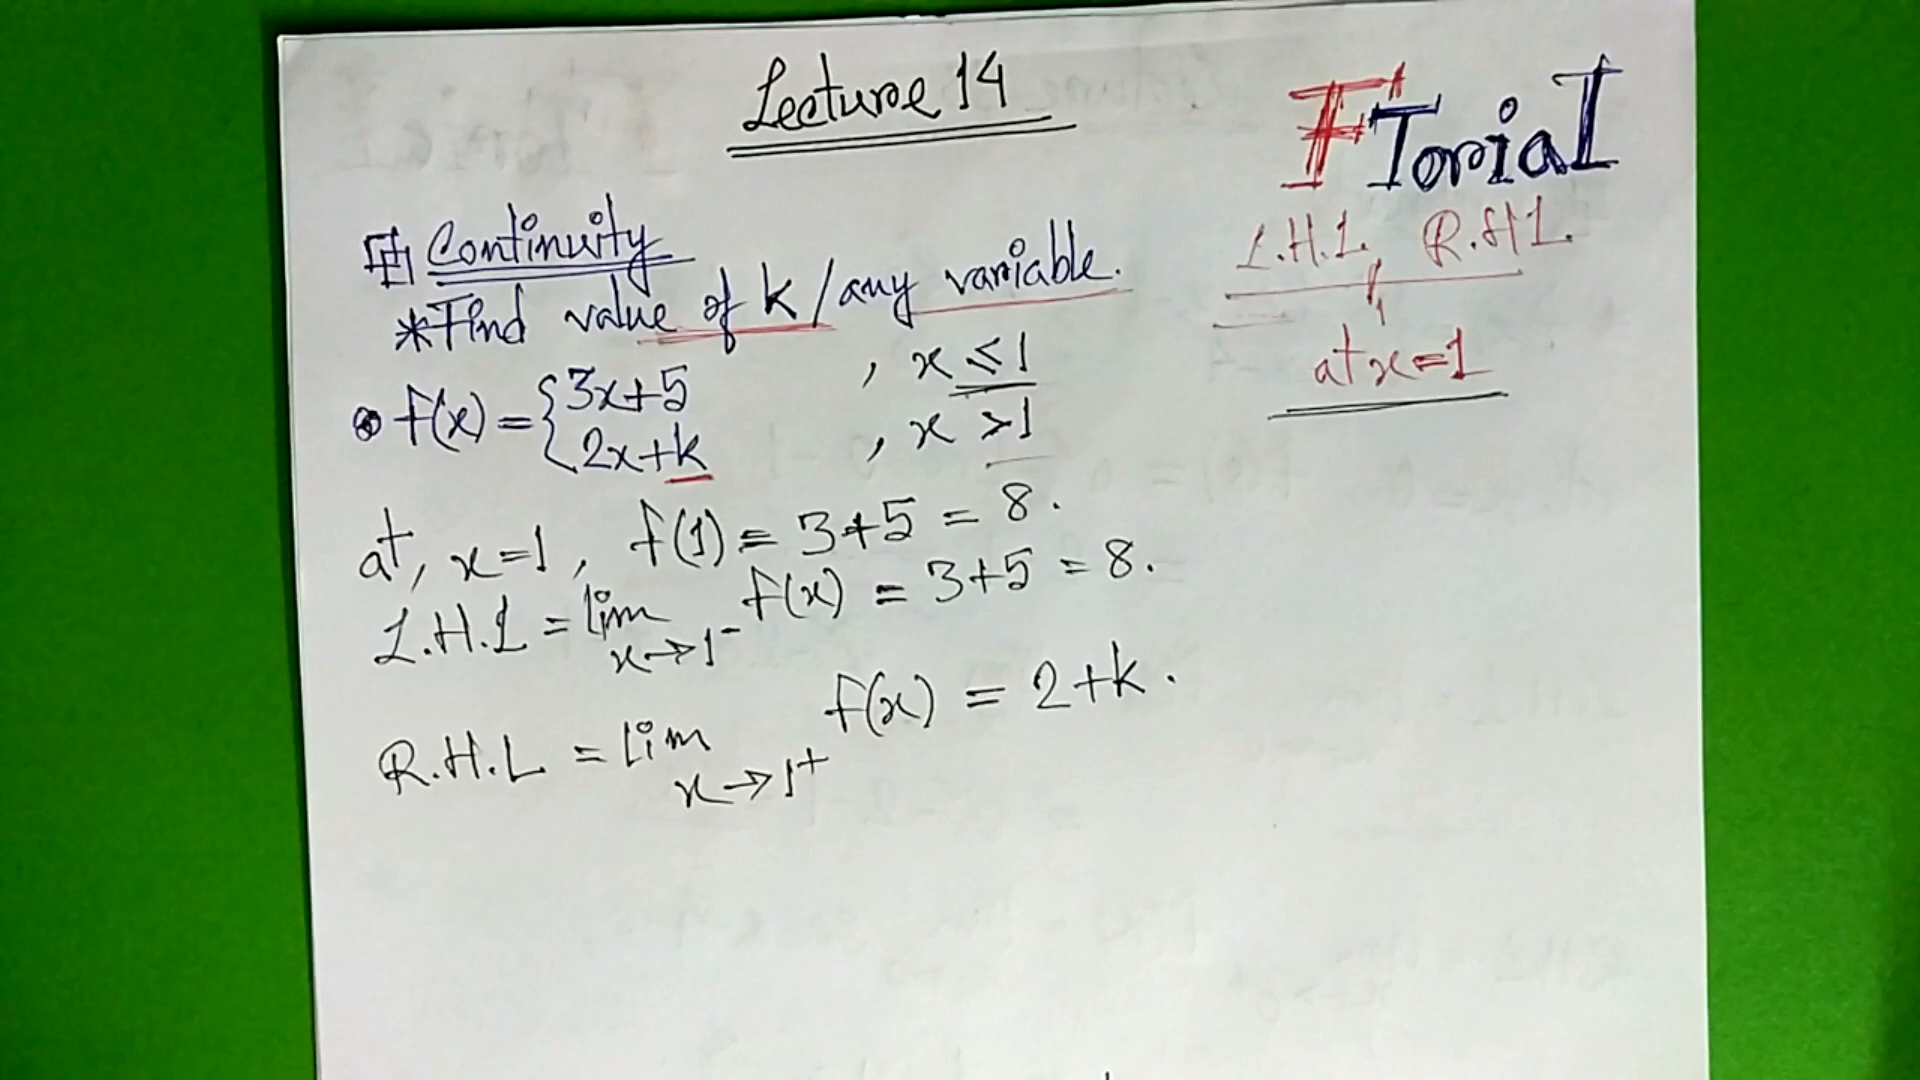 Lecture 14
FTorial
L.H.L, R.H.L.
at x=1
Continuity
*Find value of k/any variable.
f(x) = {3x+5 , x ≤ 1
2x+k , x > 1
at, x=1, f(1) = 3+5 = 8.
L.H.L = lim x→1⁻ f(x) = 3+5 = 8.
R.H.L = lim x→1⁺ f(x) = 2+k.